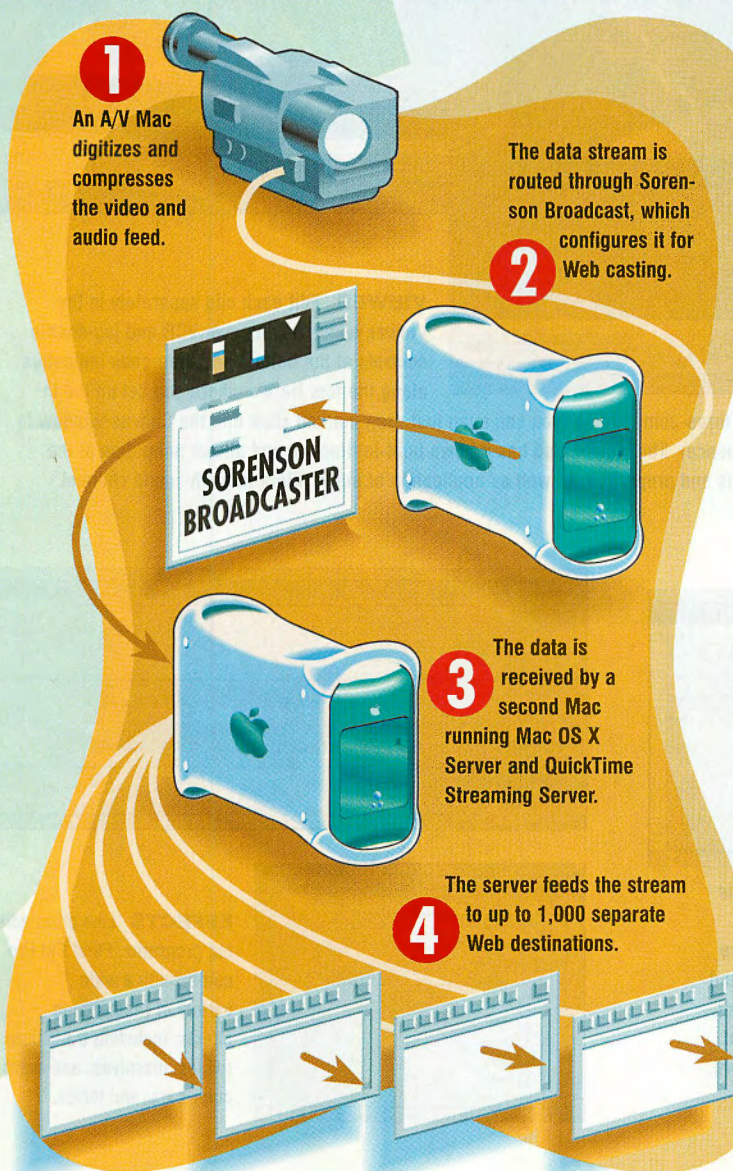 1
An A/V Mac
digitizes and
compresses
the video and
audio feed.
The data stream is
routed through Soren-
son Broadcast, which
configures it for
Web casting.
2
SORENSON
BROADCASTER
3
The data is
received by a
second Mac
running Mac OS X
Server and QuickTime
Streaming Server.
The server feeds the stream
to up to 1,000 separate
Web destinations.
4